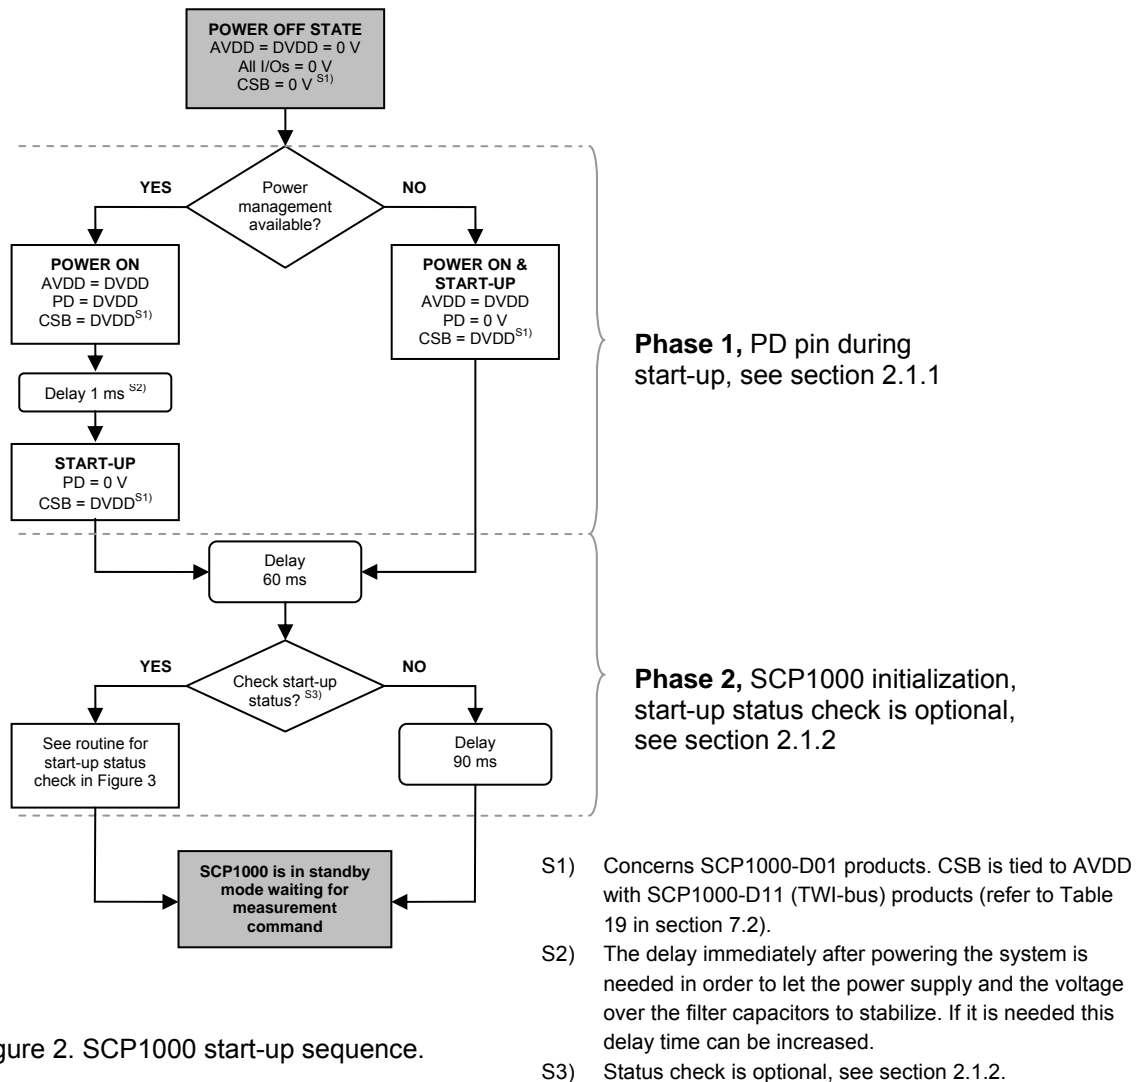 POWER OFF STATE
AVDD = DVDD = 0 V
All I/Os = 0 V
CSB = 0 V S1)
Power
management
available?
YES
NO
POWER ON
AVDD = DVDD
PD = DVDD
CSB = DVDD S1)
POWER ON &
START-UP
AVDD = DVDD
PD = 0 V
CSB = DVDD S1)
Delay 1 ms S2)
START-UP
PD = 0 V
CSB = DVDD S1)
Phase 1, PD pin during
start-up, see section 2.1.1
Delay
60 ms
Check start-up
status? S3)
YES
NO
See routine for
start-up status
check in Figure 3
Delay
90 ms
Phase 2, SCP1000 initialization,
start-up status check is optional,
see section 2.1.2
SCP1000 is in standby
mode waiting for
measurement
command
S1) Concerns SCP1000-D01 products. CSB is tied to AVDD
with SCP1000-D11 (TWI-bus) products (refer to Table
19 in section 7.2).
S2) The delay immediately after powering the system is
needed in order to let the power supply and the voltage
over the filter capacitors to stabilize. If it is needed this
delay time can be increased.
S3) Status check is optional, see section 2.1.2.
gure 2. SCP1000 start-up sequence.